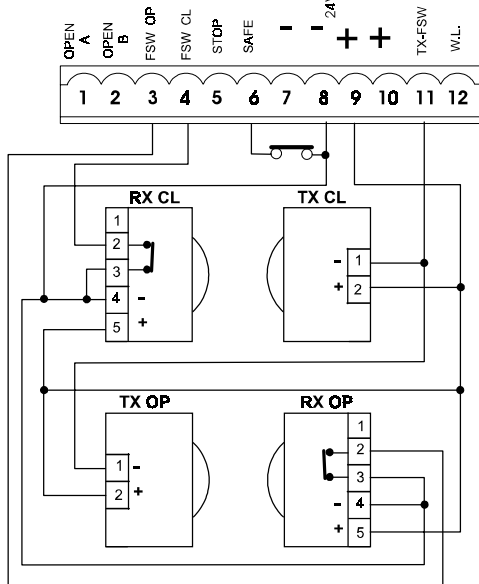 OPEN A
OPEN B
FSW OP
FSW CL
STOP
SAFE
-
-
24V
+
+
TX-FSW
W.L.
1 2 3 4 5 6 7 8 9 10 11 12
RX CL
1
2
3
4 -
5 +
TX CL
- 1
+ 2
TX OP
1 -
2 +
RX OP
1
2
3
- 4
+ 5